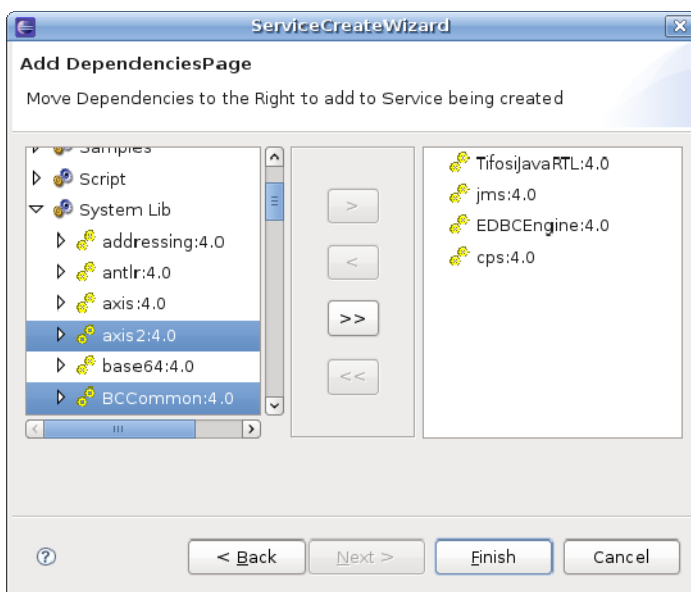 ServiceCreateWizard
Add DependenciesPage
Move Dependencies to the Right to add to Service being created
Samples
Script
System Lib
addressing:4.0
antlr:4.0
axis:4.0
axis2:4.0
base64:4.0
BCCommon:4.0
>
<
>>
<<
TifosiJavaRTL:4.0
jms:4.0
EDBCEngine:4.0
cps:4.0
?
< Back
Next >
Finish
Cancel